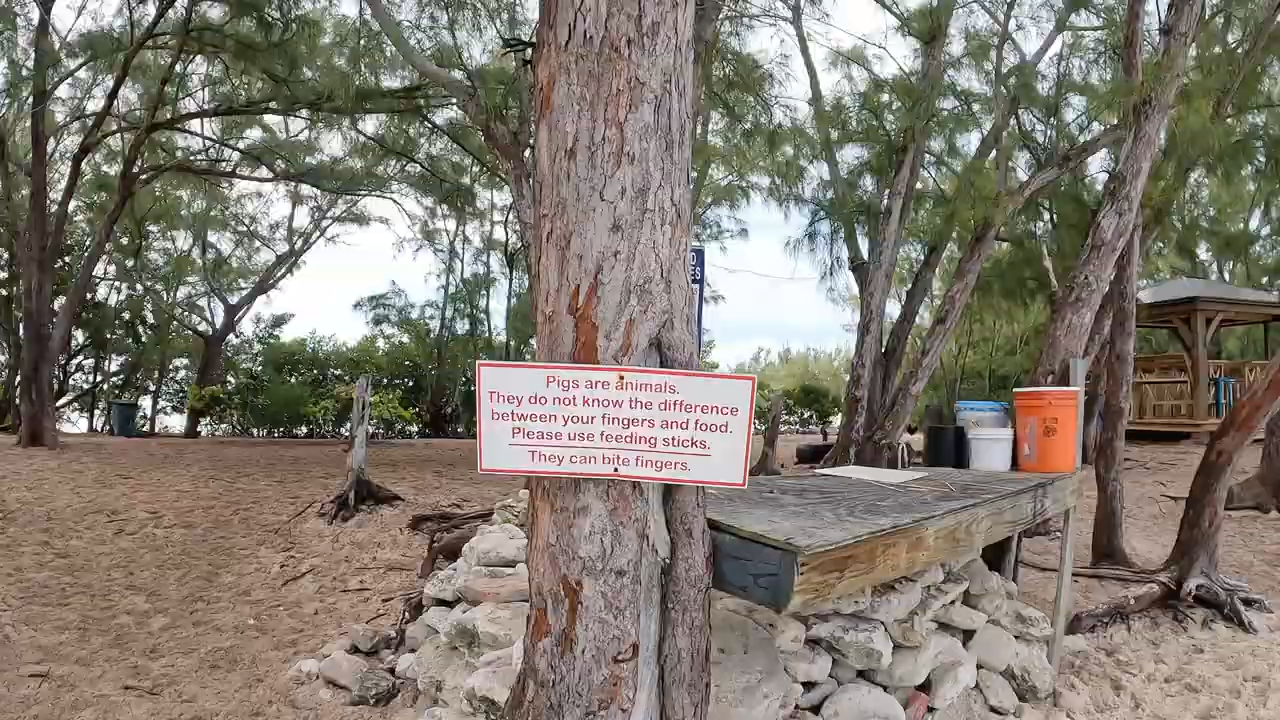 Pigs are animals.
They do not know the difference
between your fingers and food.
Please use feeding sticks.
They can bite fingers.